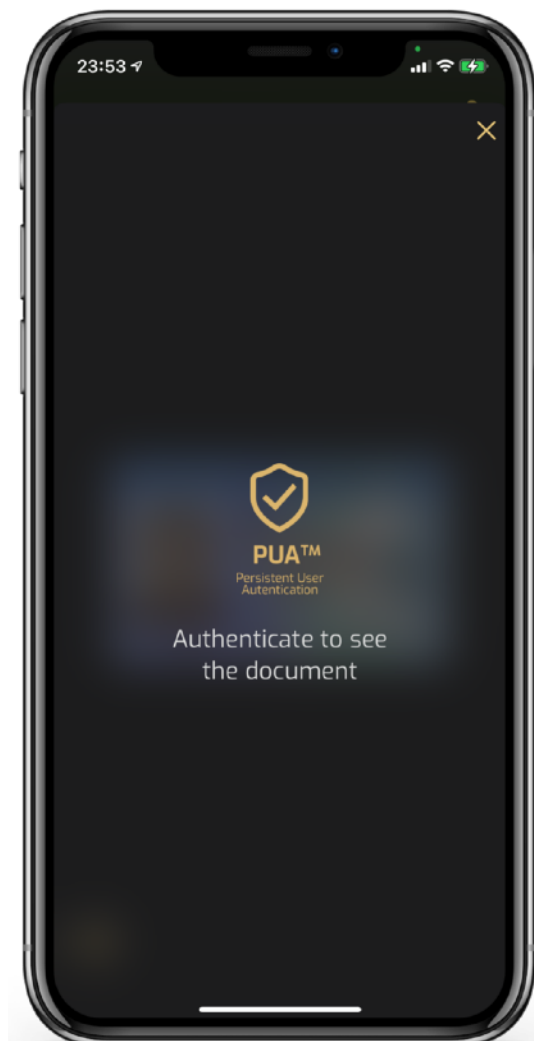 23:53
PUA™
Persistent User
Autentication
Authenticate to see
the document